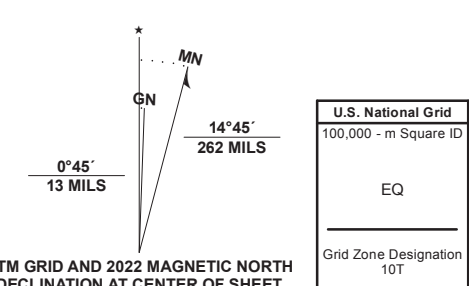 ★
MN
GN
14°45´
262 MILS
0°45´
13 MILS
TM GRID AND 2022 MAGNETIC NORTH
DECLINATION AT CENTER OF SHEET
U.S. National Grid
100,000 - m Square ID
EQ
Grid Zone Designation
10T